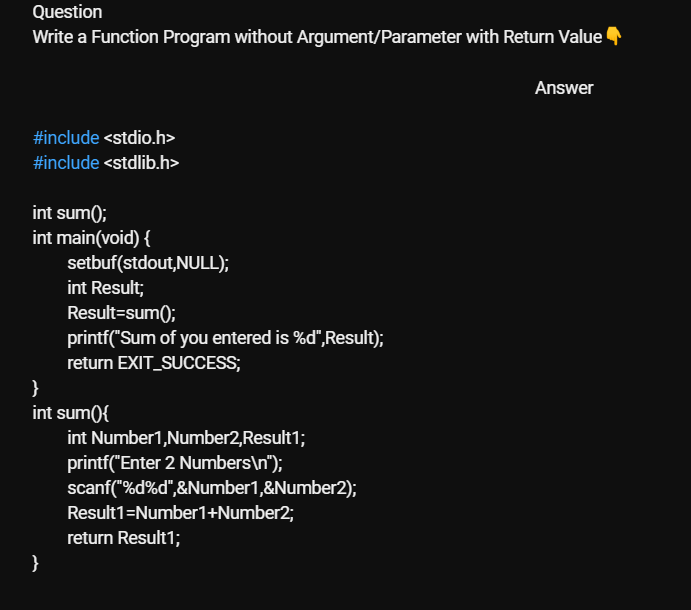 Question
Write a Function Program without Argument/Parameter with Return Value👇
Answer
#include <stdio.h>
#include <stdlib.h>
int sum();
int main(void) {
setbuf(stdout,NULL);
int Result;
Result=sum();
printf("Sum of you entered is %d",Result);
return EXIT_SUCCESS;
}
int sum(){
int Number1,Number2,Result1;
printf("Enter 2 Numbers\n");
scanf("%d%d",&Number1,&Number2);
Result1=Number1+Number2;
return Result1;
}